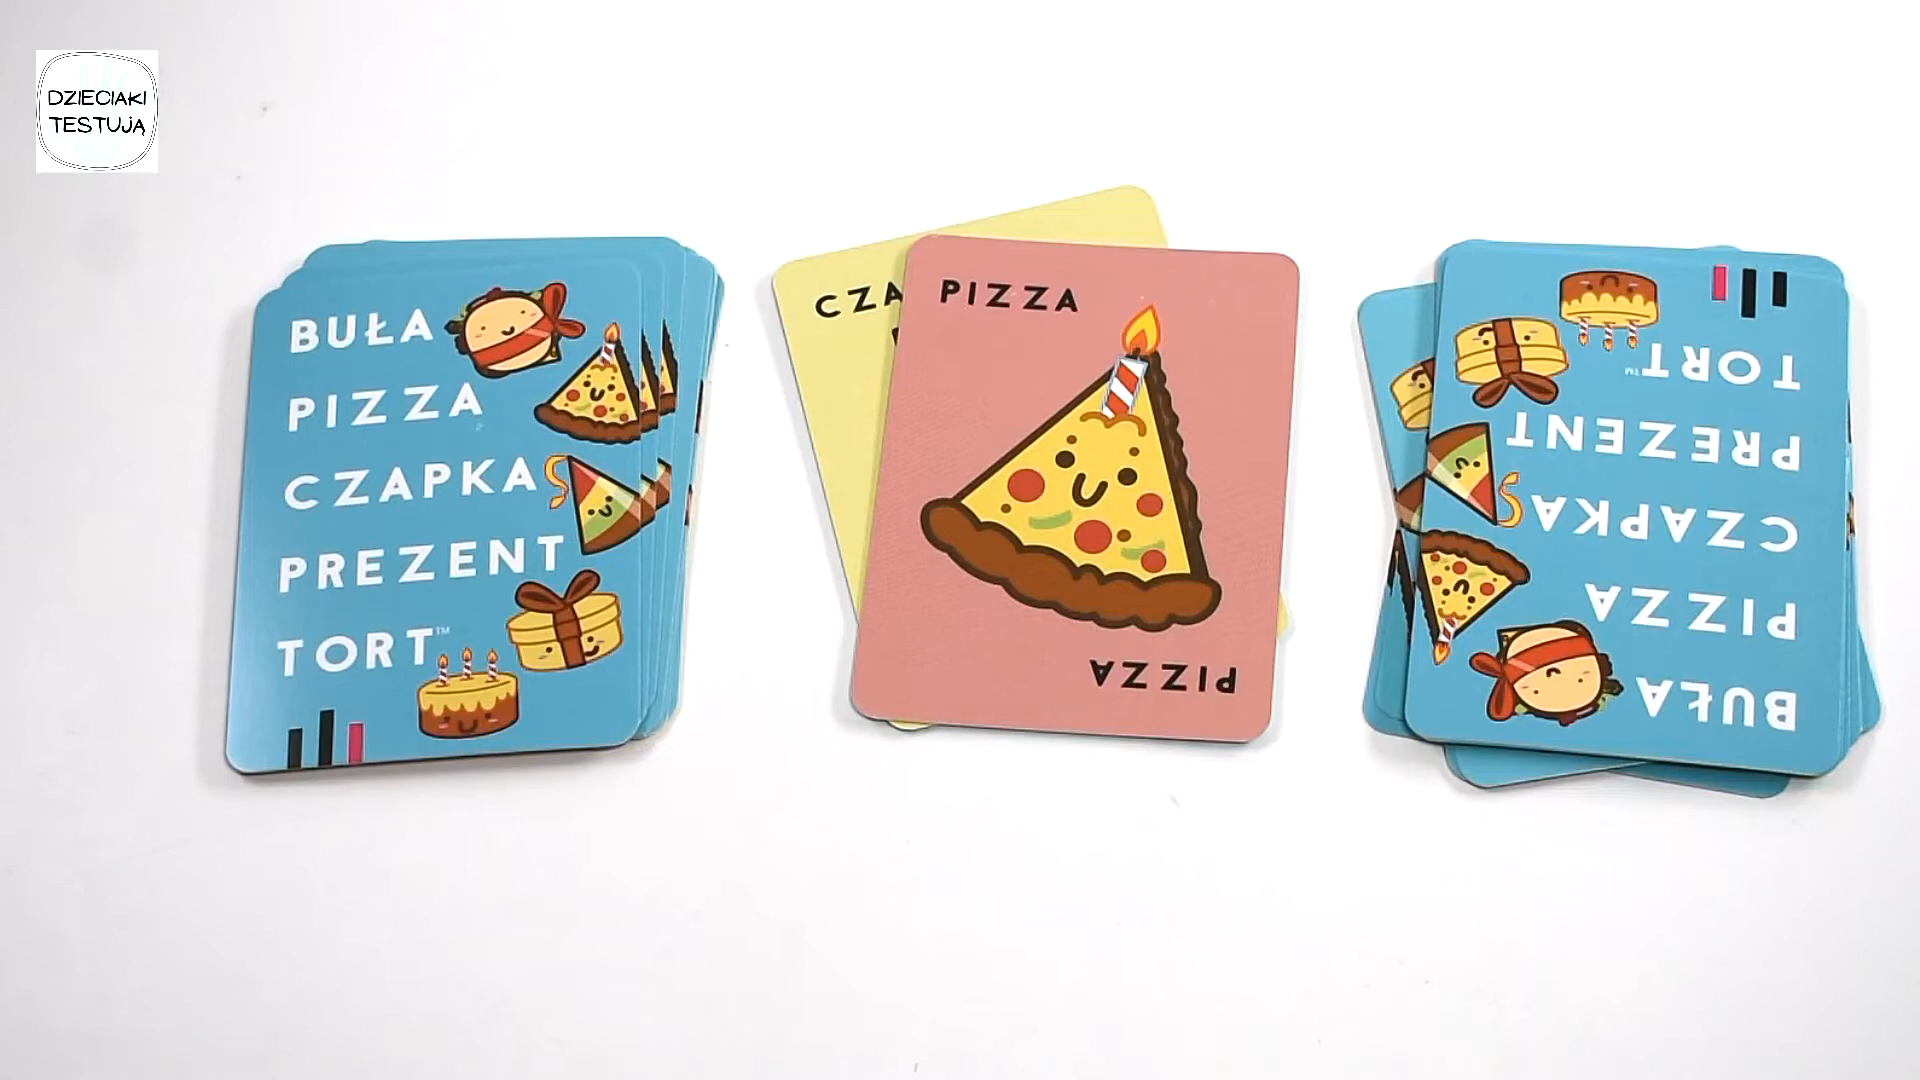 DZIECIAKI
TESTUJĄ
BUŁA
PIZZA
CZAPKA
PREZENT
TORT™
CZA
PIZZA
PIZZA
BUŁA
PIZZA
CZAPKA
PREZENT
TORT™